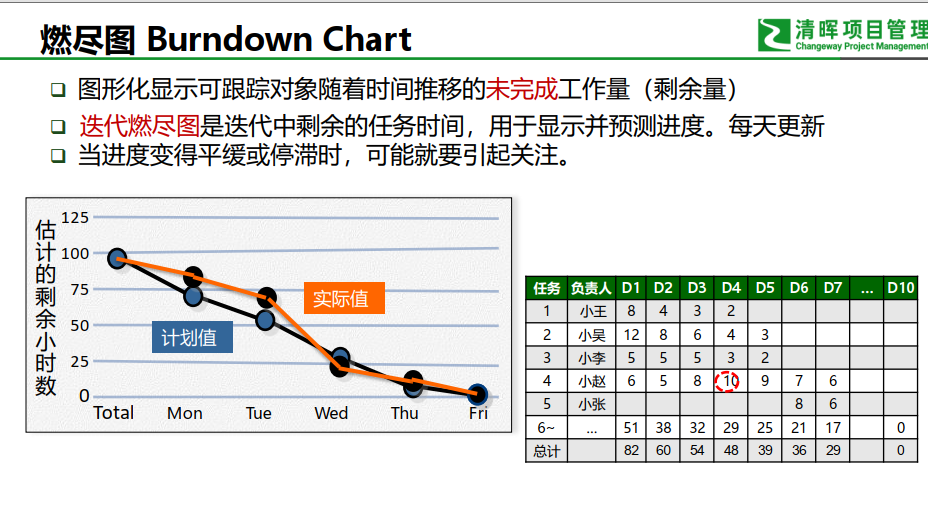 燃尽图 Burndown Chart
清晖项目管理
Changeway Project Management
图形化显示可跟踪对象随着时间推移的未完成工作量（剩余量）
迭代燃尽图是迭代中剩余的任务时间，用于显示并预测进度。每天更新
当进度变得平缓或停滞时，可能就要引起关注。
估计的剩余小时数
125
100
75
50
25
0
实际值
计划值
Total Mon Tue Wed Thu Fri
任务 负责人 D1 D2 D3 D4 D5 D6 D7 … D10
1 小王 8 4 3 2
2 小吴 12 8 6 4 3
3 小李 5 5 5 3 2
4 小赵 6 5 8 10 9 7 6
5 小张 8 6
6~ … 51 38 32 29 25 21 17 0
总计 82 60 54 48 39 36 29 0